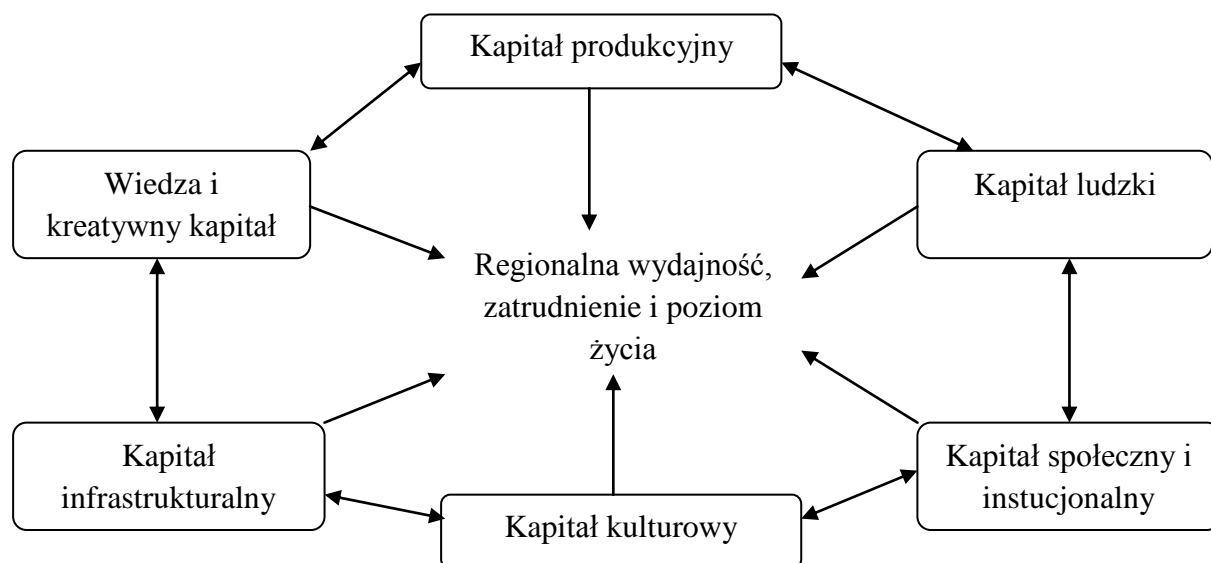 Kapitał produkcyjny
Wiedza i
kreatywny kapitał
Kapitał ludzki
Regionalna wydajność,
zatrudnienie i poziom
życia
Kapitał
infrastrukturalny
Kapitał społeczny i
instucjonalny
Kapitał kulturowy